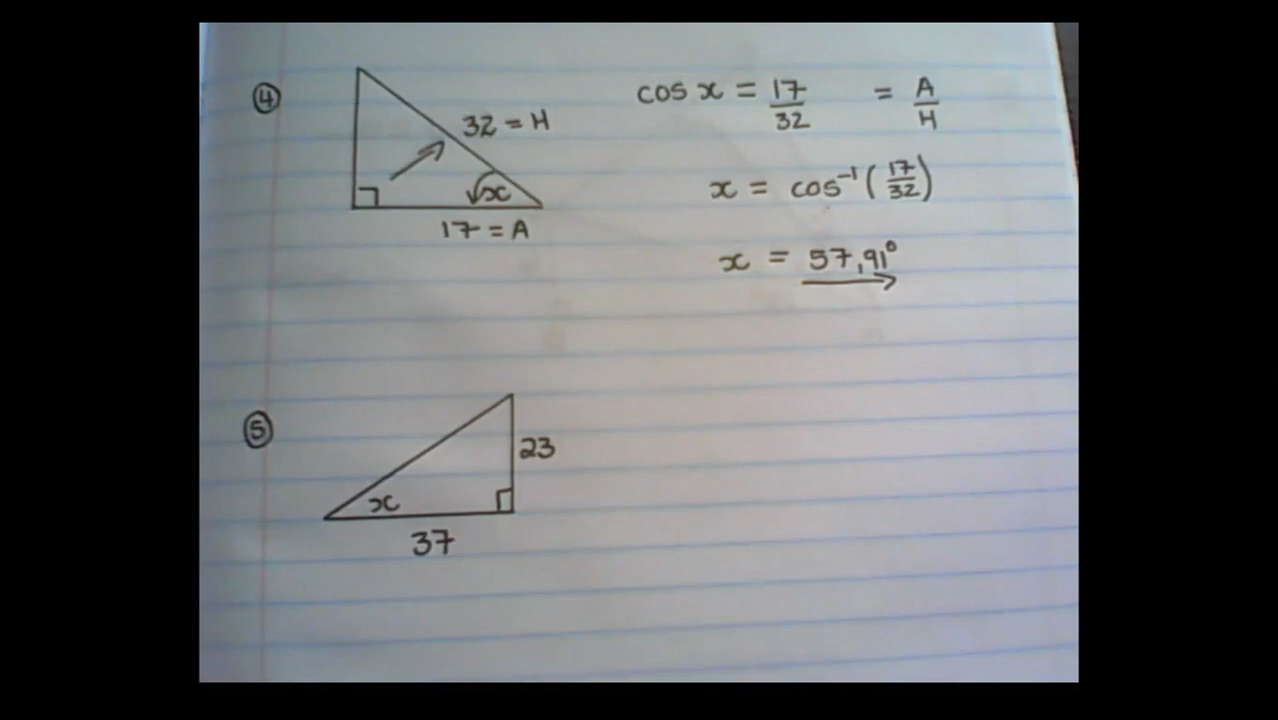 ④
32 = H
x
17 = A
cos x = 17/32 = A/H
x = cos⁻¹(17/32)
x = 57,91°
⑤
23
x
37